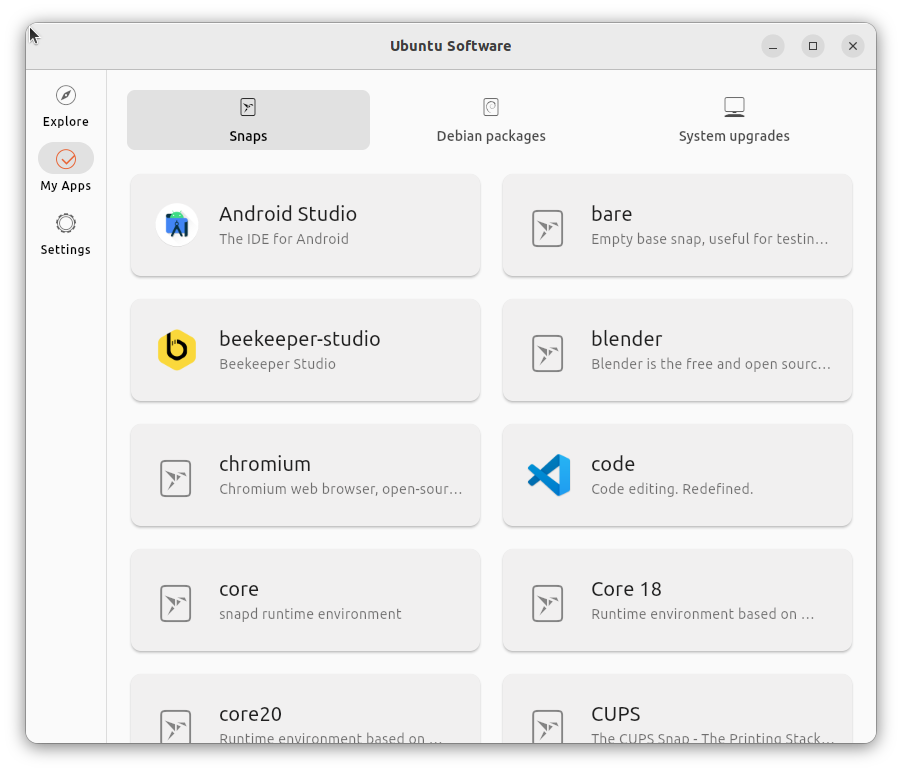 Ubuntu Software
Explore
My Apps
Settings
Snaps
Debian packages
System upgrades
Android Studio
The IDE for Android
bare
Empty base snap, useful for testin…
beekeeper-studio
Beekeeper Studio
blender
Blender is the free and open sourc…
chromium
Chromium web browser, open-sour…
code
Code editing. Redefined.
core
snapd runtime environment
Core 18
Runtime environment based on …
core20
Runtime environment based on …
CUPS
The CUPS Snap - The Printing Stack…